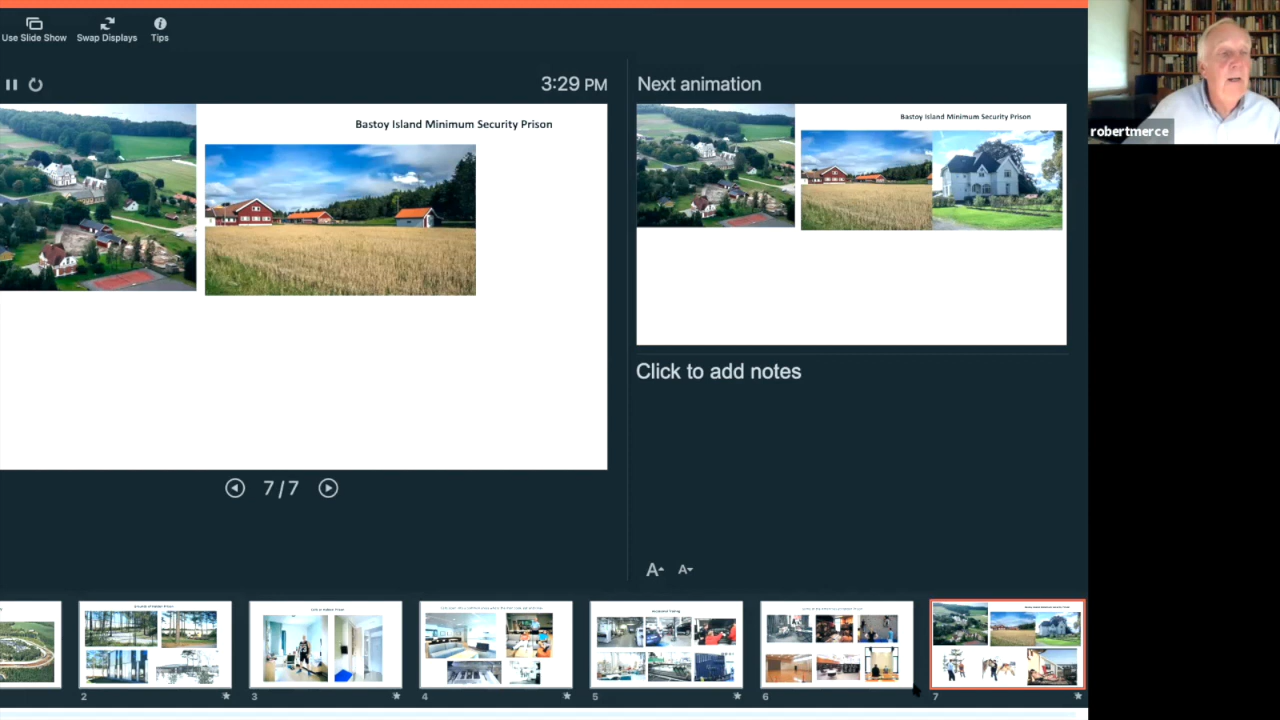 Use Slide Show
Swap Displays
Tips
3:29 PM
Next animation
Bastoy Island Minimum Security Prison
Bastoy Island Minimum Security Prison
robertmerce
Click to add notes
7/7
A A
2
3
4
5
6
7